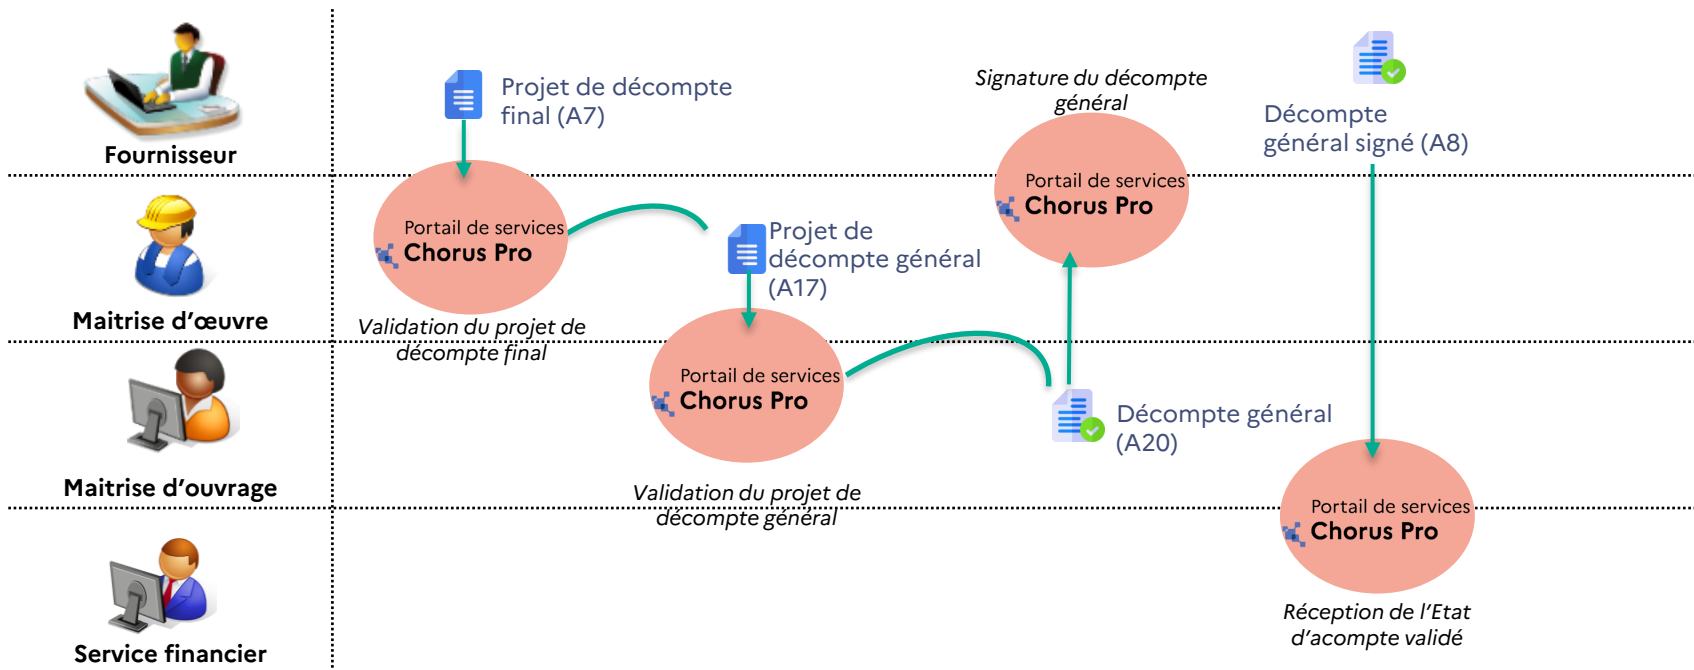 Fournisseur
Projet de décompte
final (A7)
Signature du décompte
général
Décompte
général signé (A8)
Maitrise d'œuvre
Portail de services
Chorus Pro
Validation du projet de
décompte final
Projet de
décompte général
(A17)
Portail de services
Chorus Pro
Maitrise d'ouvrage
Portail de services
Chorus Pro
Validation du projet de
décompte général
Décompte général
(A20)
Service financier
Portail de services
Chorus Pro
Réception de l'Etat
d'acompte validé